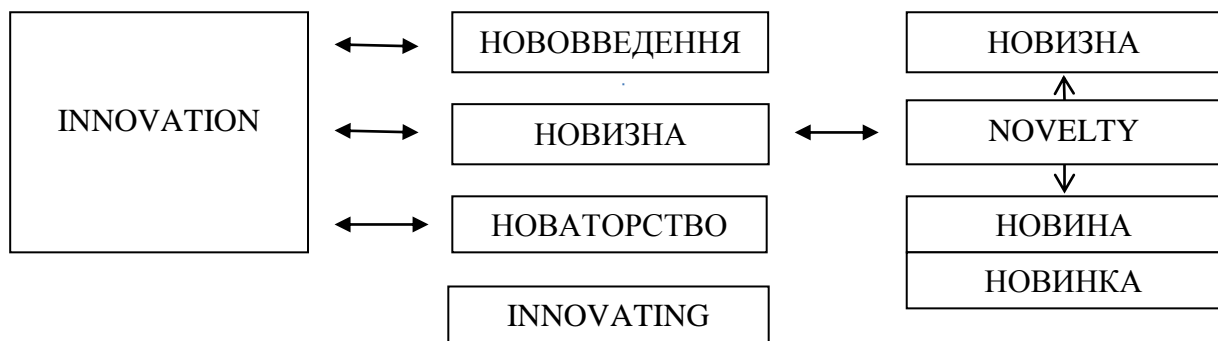 INNOVATION
НОВОВВЕДЕННЯ
НОВИЗНА
НОВАТОРСТВО
INNOVATING
НОВИЗНА
NOVELTY
НОВИНА
НОВИНКА